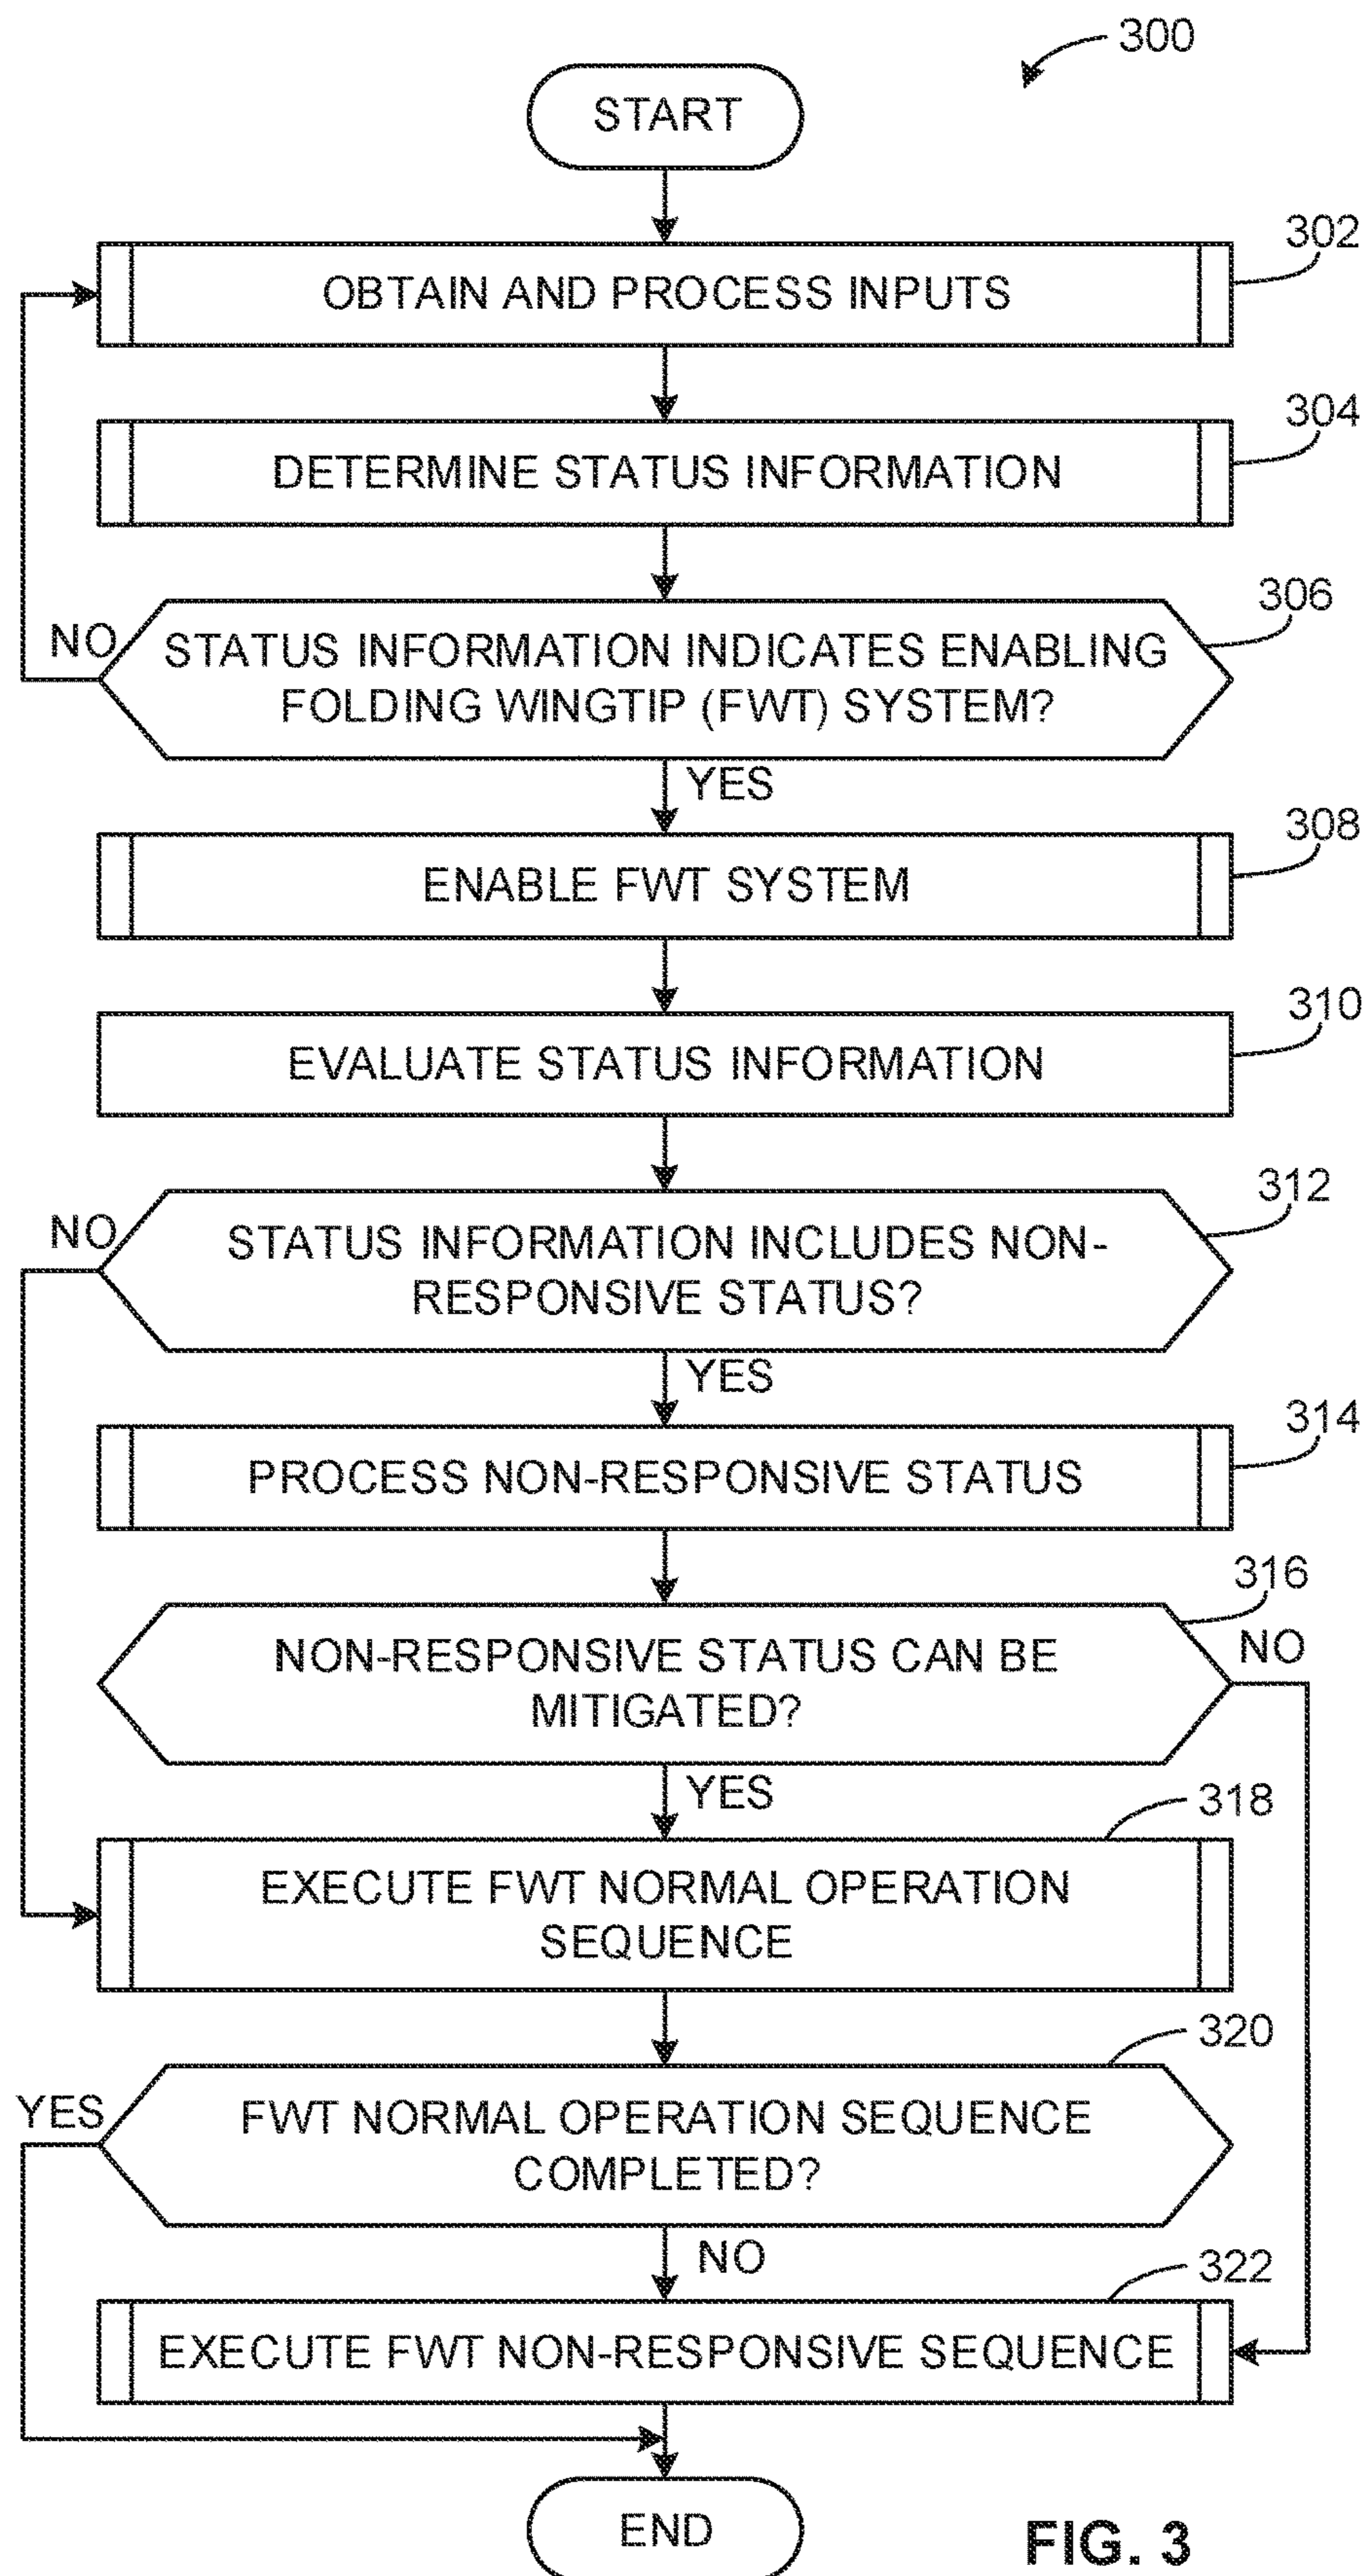 300
START
302
OBTAIN AND PROCESS INPUTS
304
DETERMINE STATUS INFORMATION
306
NO
STATUS INFORMATION INDICATES ENABLING
FOLDING WINGTIP (FWT) SYSTEM?
YES
308
ENABLE FWT SYSTEM
310
EVALUATE STATUS INFORMATION
312
NO
STATUS INFORMATION INCLUDES NON-
RESPONSIVE STATUS?
YES
314
PROCESS NON-RESPONSIVE STATUS
316
NON-RESPONSIVE STATUS CAN BE
MITIGATED?
NO
YES
318
EXECUTE FWT NORMAL OPERATION
SEQUENCE
320
YES
FWT NORMAL OPERATION SEQUENCE
COMPLETED?
NO
322
EXECUTE FWT NON-RESPONSIVE SEQUENCE
END
FIG. 3